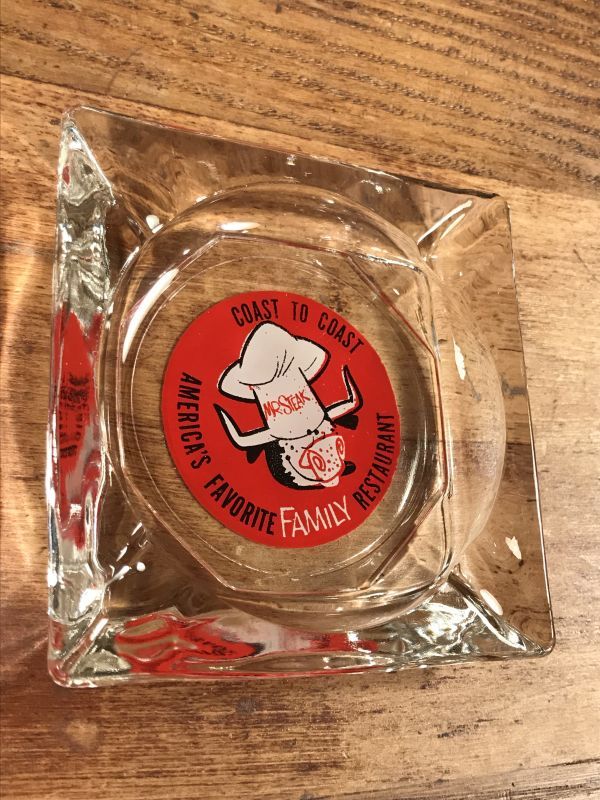 COAST TO COAST
MR. STEAK
AMERICA'S FAVORITE FAMILY RESTAURANT